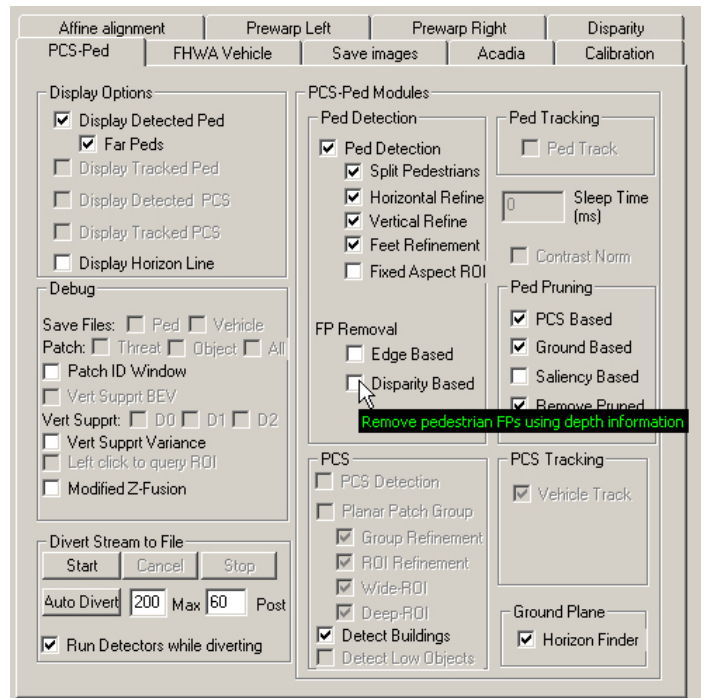 Affine alignment Prewarp Left Prewarp Right Disparity
PCS-Ped FHWA Vehicle Save images Acadia Calibration
Display Options
Display Detected Ped
Far Peds
Display Tracked Ped
Display Detected PCS
Display Tracked PCS
Display Horizon Line
Debug
Save Files: Ped Vehicle
Patch: Threat Object All
Patch ID Window
Vert Supprt BEV
Vert Supprt: D0 D1 D2
Vert Supprt Variance
Left click to query ROI
Modified Z-Fusion
Divert Stream to File
Start Cancel Stop
Auto Divert 200 Max 60 Post
Run Detectors while diverting
PCS-Ped Modules
Ped Detection
Ped Detection
Split Pedestrians
Horizontal Refine
Vertical Refine
Feet Refinement
Fixed Aspect ROI
FP Removal
Edge Based
Disparity Based
Remove pedestrian FPs using depth information
PCS
PCS Detection
Planar Patch Group
Group Refinement
ROI Refinement
Wide-ROI
Deep-ROI
Detect Buildings
Detect Low Objects
Ped Tracking
Ped Track
0 Sleep Time
(ms)
Contrast Norm
Ped Pruning
PCS Based
Ground Based
Saliency Based
Remove Pruned
PCS Tracking
Vehicle Track
Ground Plane
Horizon Finder